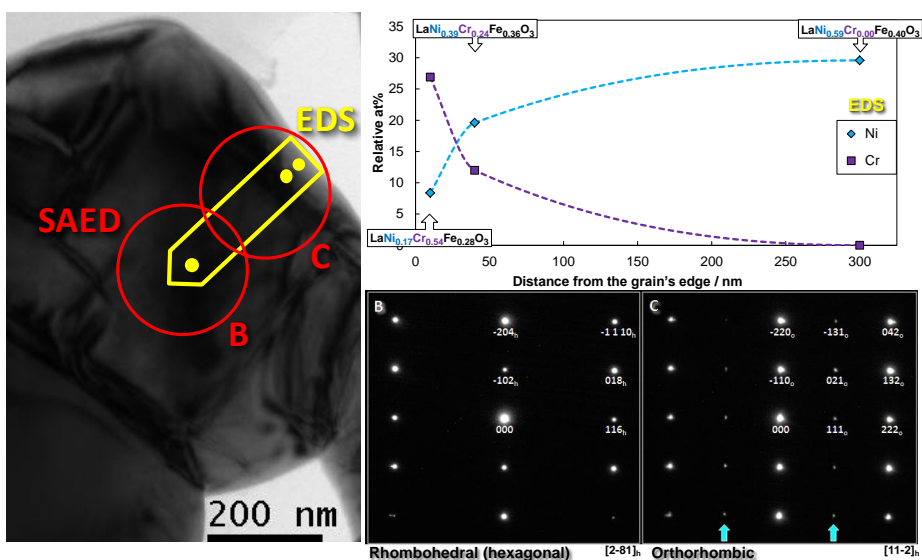 EDS
SAED
C
B
200 nm
LaNi0.39Cr0.24Fe0.36O3
LaNi0.59Cr0.00Fe0.40O3
35
30
25
20
15
10
5
0
Relative at%
EDS
Ni
Cr
LaNi0.17Cr0.54Fe0.28O3
0 50 100 150 200 250 300
Distance from the grain's edge / nm
B
-204h -1 1 10h
-102h 018h
000 116h
Rhombohedral (hexagonal) [2-81]h
C
-220o -131o 042o
-110o 021o 132o
000 111o 222o
Orthorhombic [11-2]h